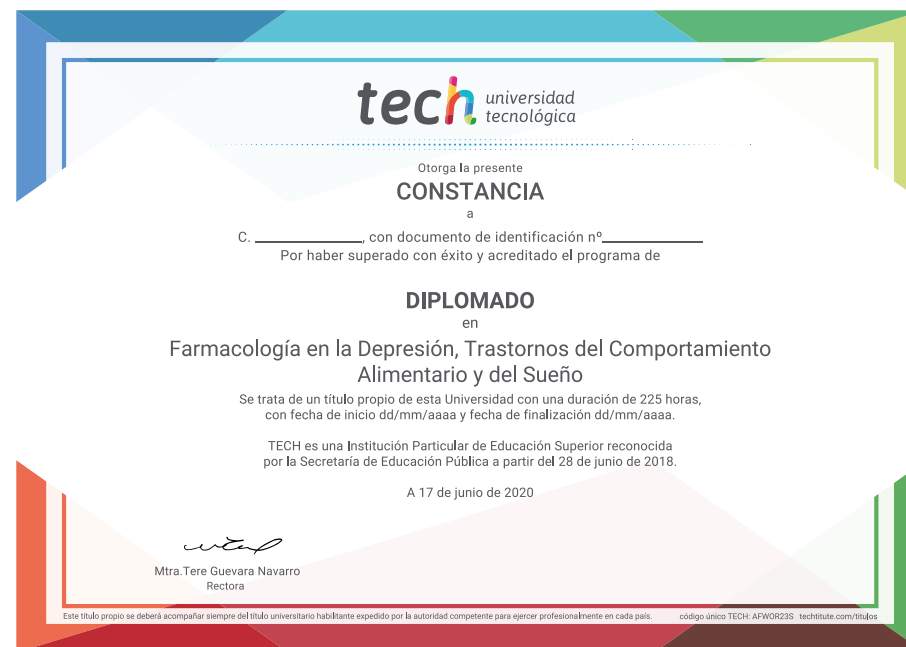 tech universidad
tecnológica
Otorga la presente
CONSTANCIA
a
C. ____________, con documento de identificación nº____________
Por haber superado con éxito y acreditado el programa de
DIPLOMADO
en
Farmacología en la Depresión, Trastornos del Comportamiento
Alimentario y del Sueño
Se trata de un título propio de esta Universidad con una duración de 225 horas,
con fecha de inicio dd/mm/aaaa y fecha de finalización dd/mm/aaaa.
TECH es una Institución Particular de Educación Superior reconocida
por la Secretaría de Educación Pública a partir del 28 de junio de 2018.
A 17 de junio de 2020
Mtra.Tere Guevara Navarro
Rectora
Este título propio se deberá acompañar siempre del título universitario habilitante expedido por la autoridad competente para ejercer profesionalmente en cada país. código único TECH: AFWOR23S techtitute.com/titulos